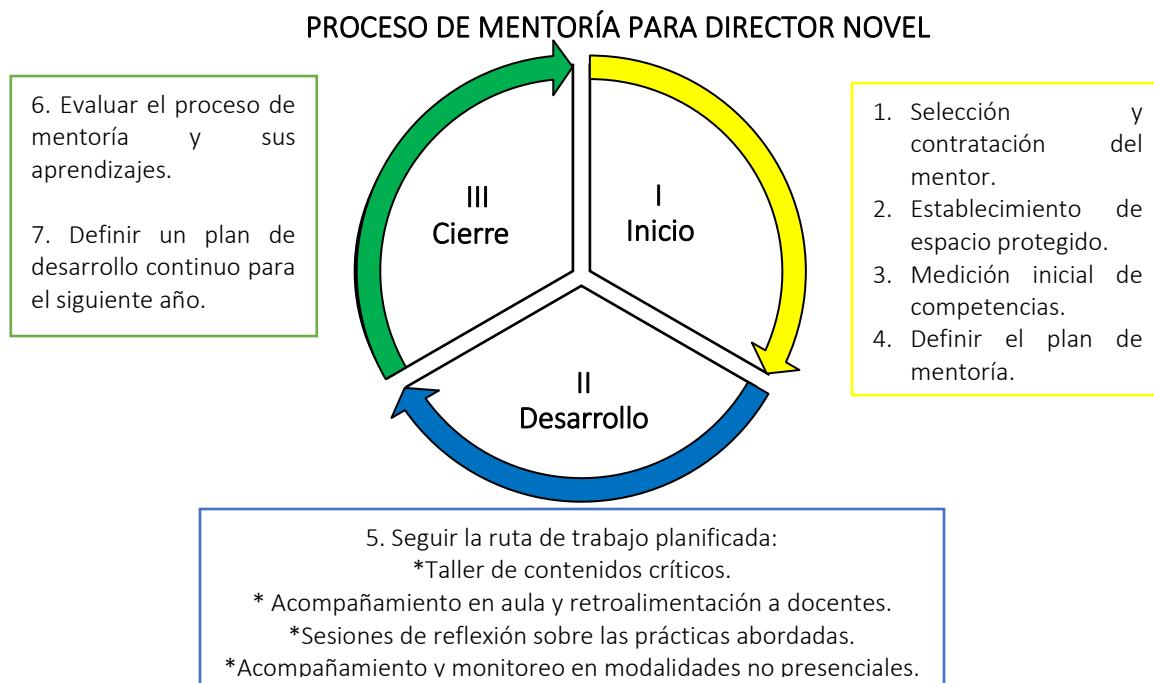 PROCESO DE MENTORÍA PARA DIRECTOR NOVEL
6. Evaluar el proceso de
mentoría y sus
aprendizajes.
7. Definir un plan de
desarrollo continuo para
el siguiente año.
III
Cierre
I
Inicio
1. Selección y
contratación del
mentor.
2. Establecimiento de
espacio protegido.
3. Medición inicial de
competencias.
4. Definir el plan de
mentoría.
II
Desarrollo
5. Seguir la ruta de trabajo planificada:
*Taller de contenidos críticos.
* Acompañamiento en aula y retroalimentación a docentes.
*Sesiones de reflexión sobre las prácticas abordadas.
*Acompañamiento y monitoreo en modalidades no presenciales.